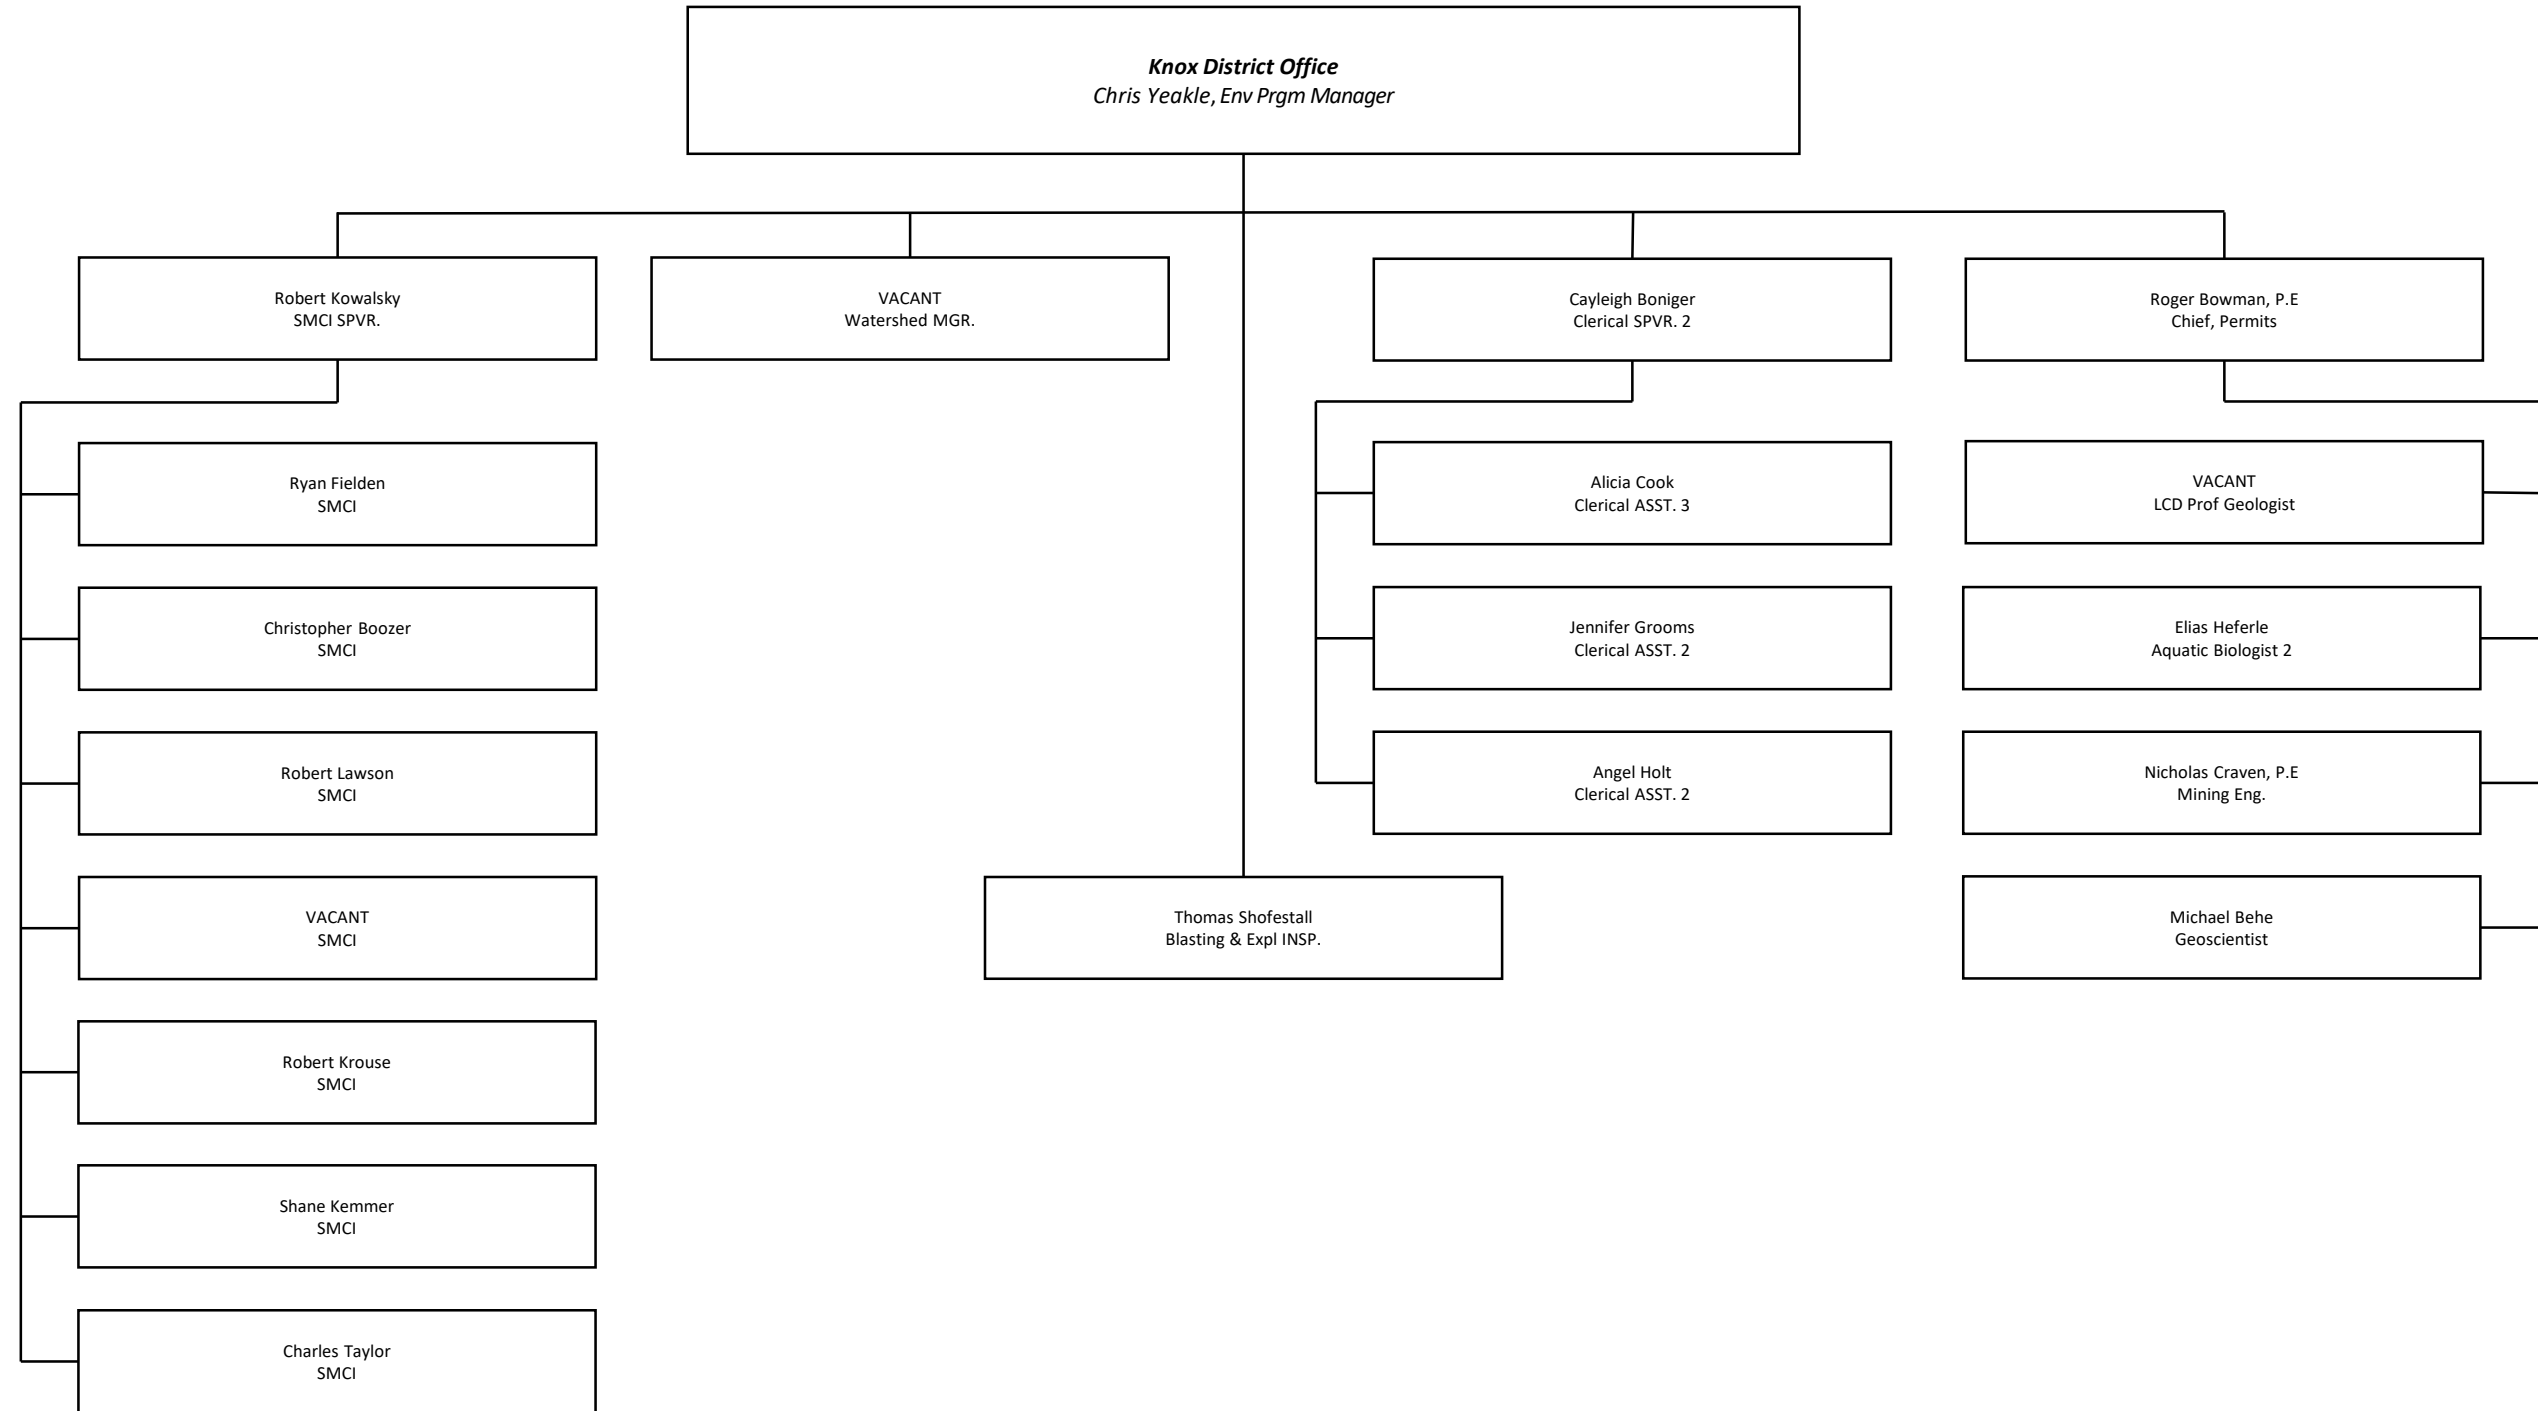 Knox District Office
Chris Yeakle, Env Prgm Manager
Robert Kowalsky
SMCI SPVR.
VACANT
Watershed MGR.
Cayleigh Boniger
Clerical SPVR. 2
Roger Bowman, P.E
Chief, Permits
Ryan Fielden
SMCI
Alicia Cook
Clerical ASST. 3
VACANT
LCD Prof Geologist
Christopher Boozer
SMCI
Jennifer Grooms
Clerical ASST. 2
Elias Heferle
Aquatic Biologist 2
Robert Lawson
SMCI
Angel Holt
Clerical ASST. 2
Nicholas Craven, P.E
Mining Eng.
VACANT
SMCI
Thomas Shofestall
Blasting & Expl INSP.
Michael Behe
Geoscientist
Robert Krouse
SMCI
Shane Kemmer
SMCI
Charles Taylor
SMCI